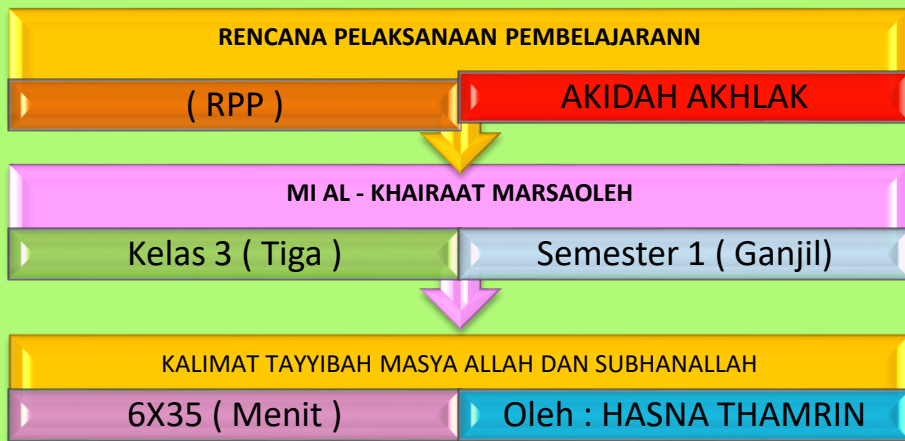 RENCANA PELAKSANAAN PEMBELAJARANN
( RPP )
AKIDAH AKHLAK
MI AL - KHAIRAAT MARSAOLEH
Kelas 3 ( Tiga )
Semester 1 ( Ganjil)
KALIMAT TAYYIBAH MASYA ALLAH DAN SUBHANALLAH
6X35 ( Menit )
Oleh : HASNA THAMRIN